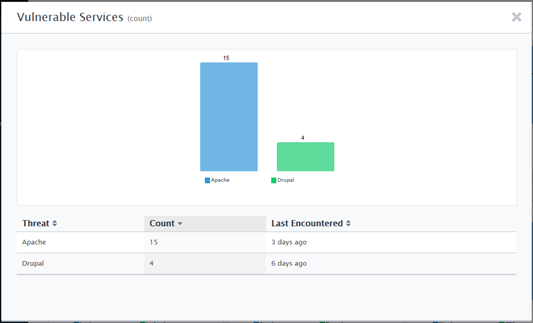 Vulnerable Services (count)
15
4
Apache Drupal
Threat Count Last Encountered
Apache 15 3 days ago
Drupal 4 6 days ago